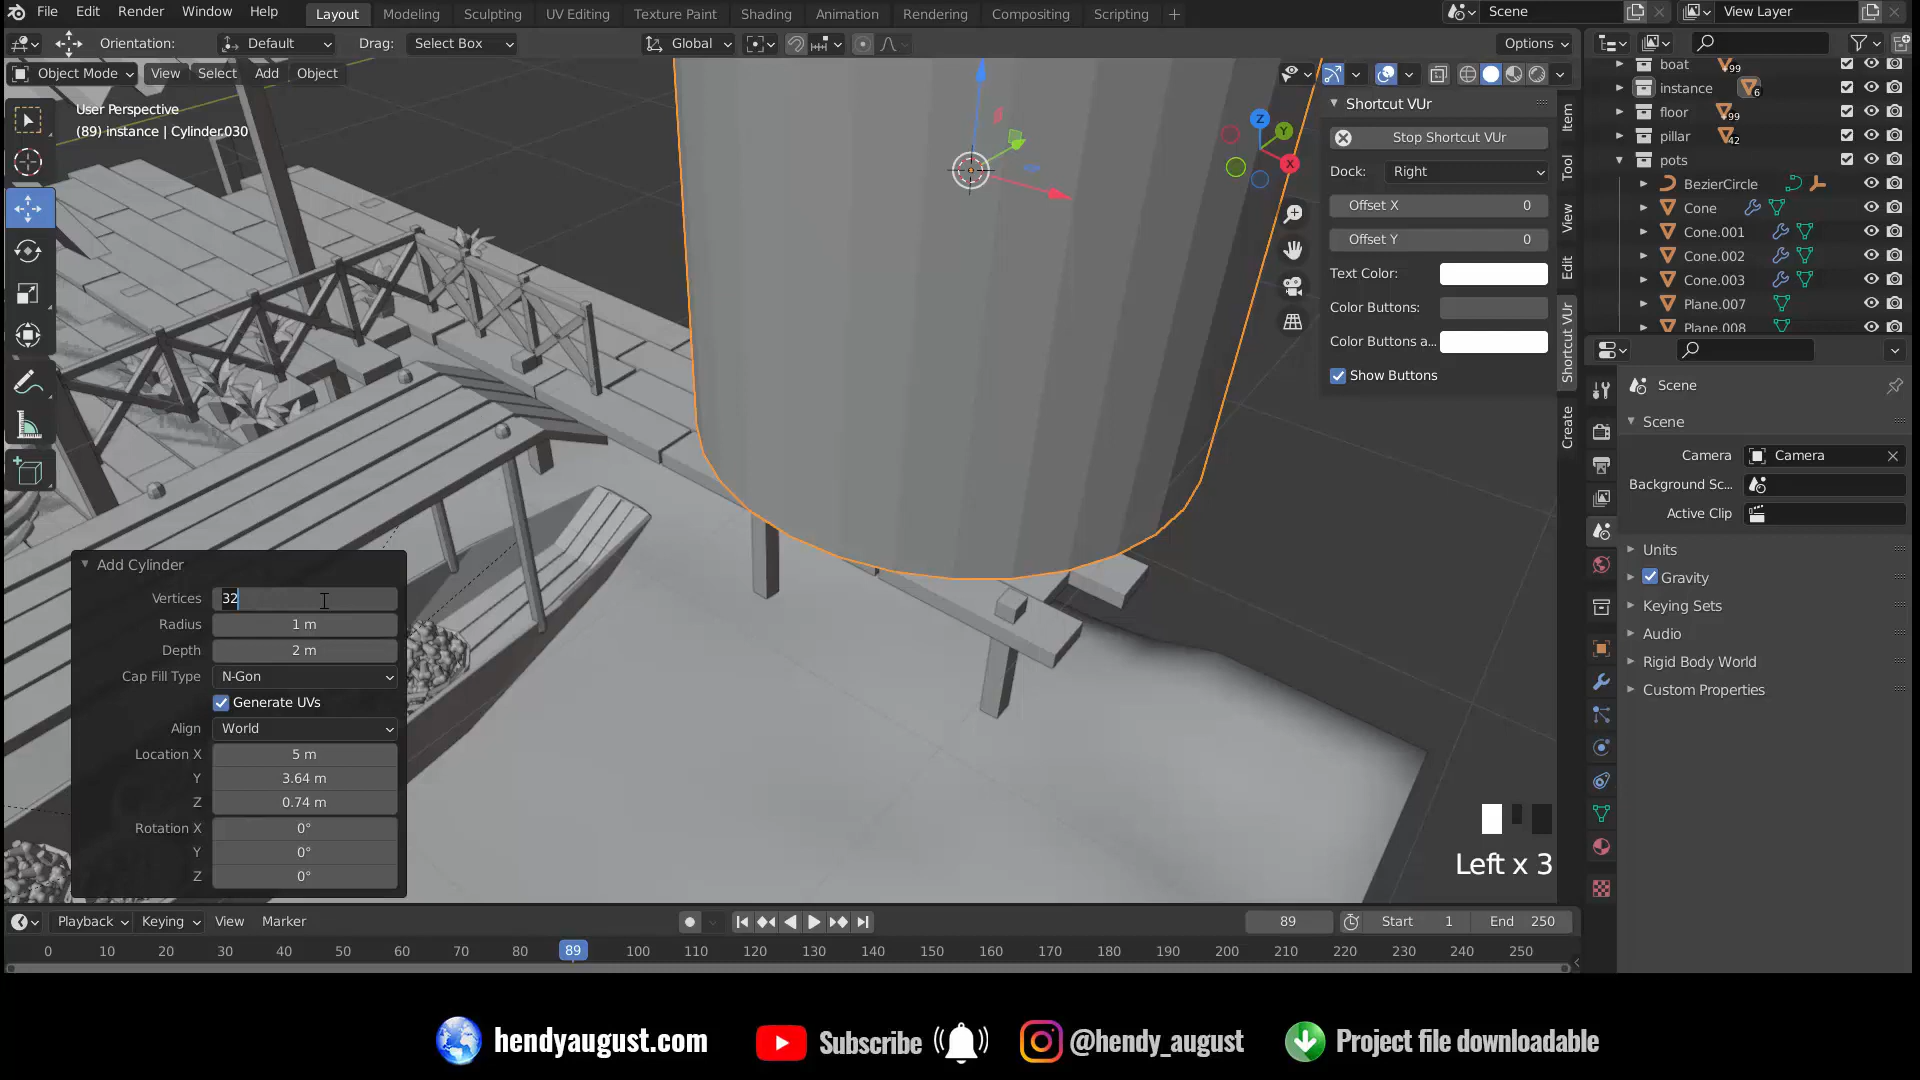 File Edit Render Window Help Layout Modeling Sculpting UV Editing Texture Paint Shading Animation Rendering Compositing Scripting + Scene View Layer
Orientation: Default Drag: Select Box Global Options
Object Mode View Select Add Object
User Perspective
(89) instance | Cylinder.030
Shortcut VUr
Stop Shortcut VUr
Dock: Right
Offset X 0
Offset Y 0
Text Color:
Color Buttons:
Color Buttons a...
Show Buttons
Z
Y
X
Item
Tool
View
Edit
Shortcut VUr
Create
boat 99
instance 6
floor 99
pillar 42
pots
BezierCircle
Cone
Cone.001
Cone.002
Cone.003
Plane.007
Plane.008
Scene
Scene
Camera Camera
Background Sc...
Active Clip
Units
Gravity
Keying Sets
Audio
Rigid Body World
Custom Properties
Add Cylinder
Vertices 32
Radius 1 m
Depth 2 m
Cap Fill Type N-Gon
Generate UVs
Align World
Location X 5 m
Y 3.64 m
Z 0.74 m
Rotation X 0°
Y 0°
Z 0°
Left x 3
Playback Keying View Marker 89 Start 1 End 250
0 10 20 30 40 50 60 70 80 89 100 110 120 130 140 150 160 170 180 190 200 210 220 230 240 250
hendyaugust.com Subscribe @hendy_august Project file downloadable